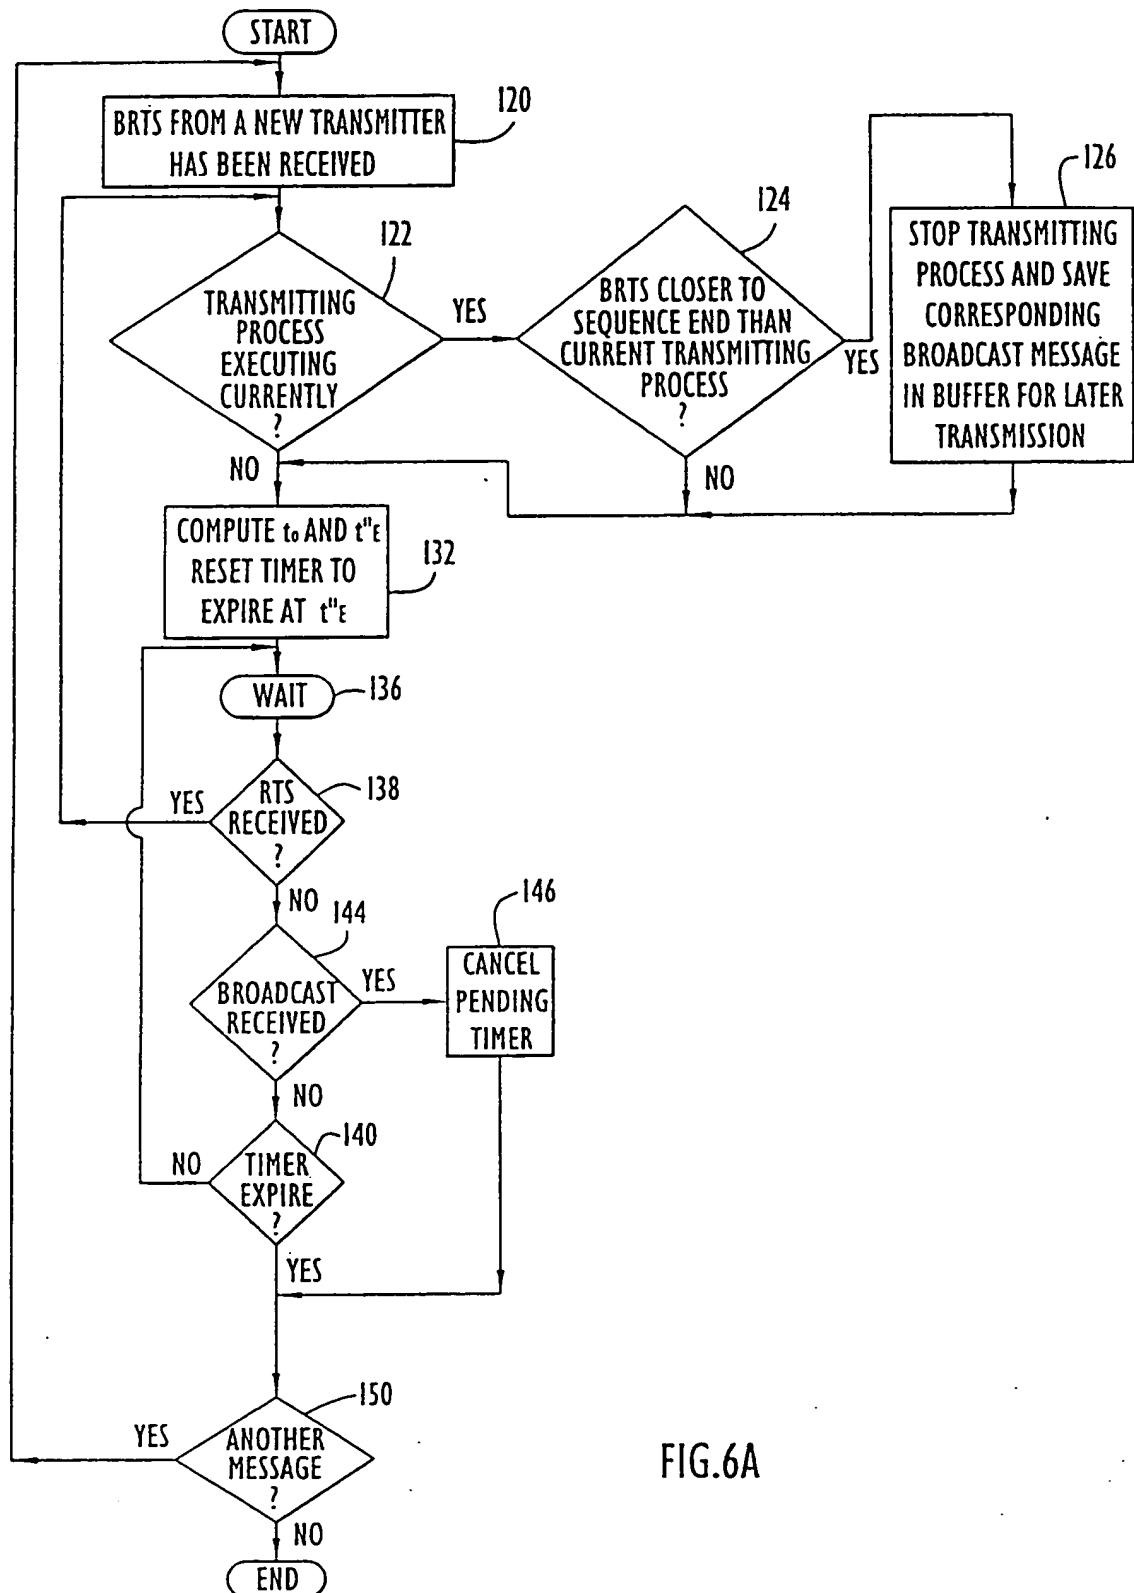 START
120
BRTS FROM A NEW TRANSMITTER
HAS BEEN RECEIVED
122
TRANSMITTING
PROCESS
EXECUTING
CURRENTLY
?
YES
NO
124
BRTS CLOSER TO
SEQUENCE END THAN
CURRENT TRANSMITTING
PROCESS
?
YES
NO
126
STOP TRANSMITTING
PROCESS AND SAVE
CORRESPONDING
BROADCAST MESSAGE
IN BUFFER FOR LATER
TRANSMISSION
COMPUTE t₀ AND t"E
RESET TIMER TO
EXPIRE AT t"E
132
WAIT
136
RTS
RECEIVED
?
138
YES
NO
144
BROADCAST
RECEIVED
?
YES
NO
146
CANCEL
PENDING
TIMER
140
TIMER
EXPIRE
?
NO
YES
150
ANOTHER
MESSAGE
?
YES
NO
END
FIG.6A